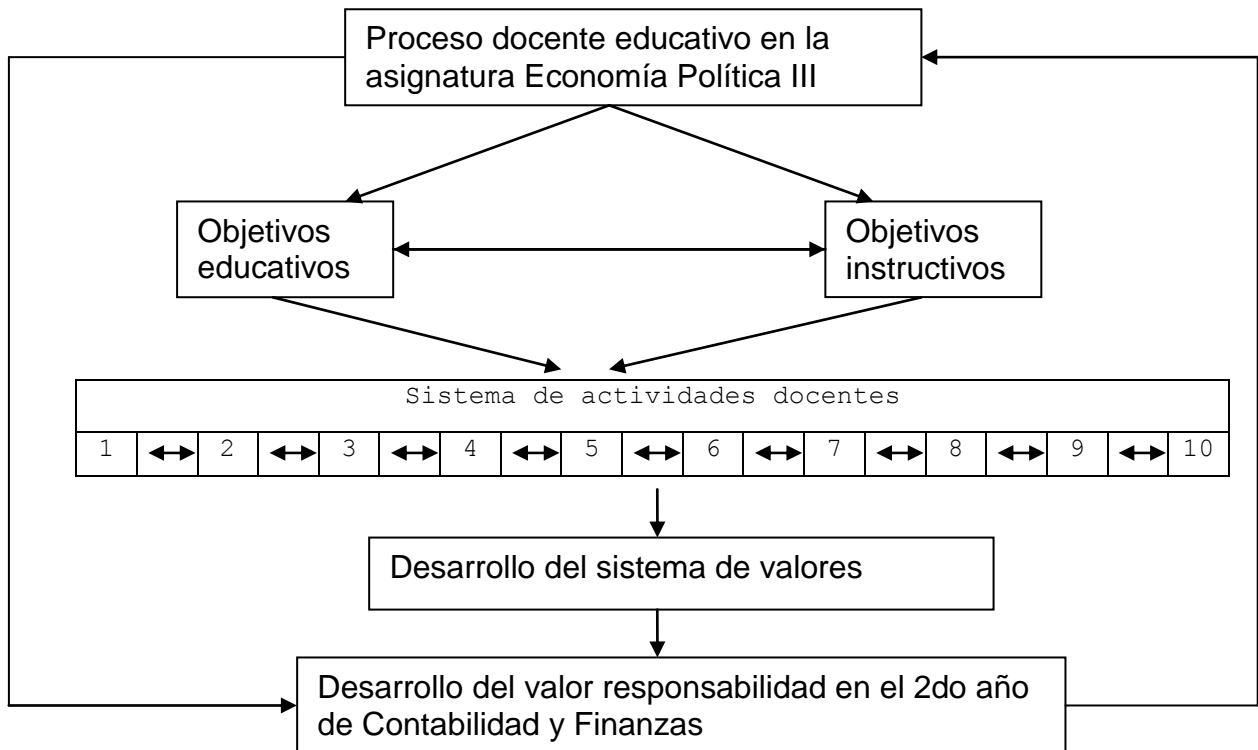 Proceso docente educativo en la
asignatura Economía Política III
Objetivos
educativos
Objetivos
instructivos
Sistema de actividades docentes
1 2 3 4 5 6 7 8 9 10
Desarrollo del sistema de valores
Desarrollo del valor responsabilidad en el 2do año
de Contabilidad y Finanzas